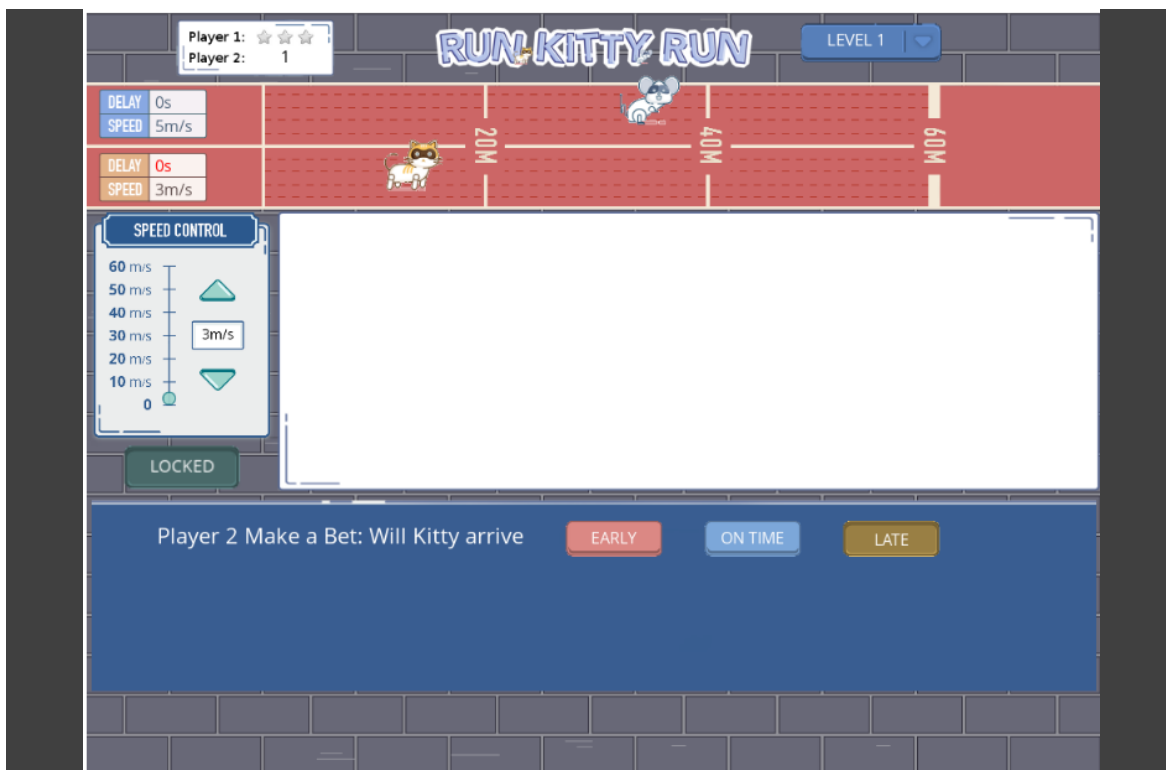 Player 1:
Player 2: 1
RUN KITTY RUN
LEVEL 1
DELAY 0s
SPEED 5m/s
DELAY 0s
SPEED 3m/s
20M
40M
60M
SPEED CONTROL
60 m/s
50 m/s
40 m/s
30 m/s
20 m/s
10 m/s
0
3m/s
LOCKED
Player 2 Make a Bet: Will Kitty arrive
EARLY
ON TIME
LATE